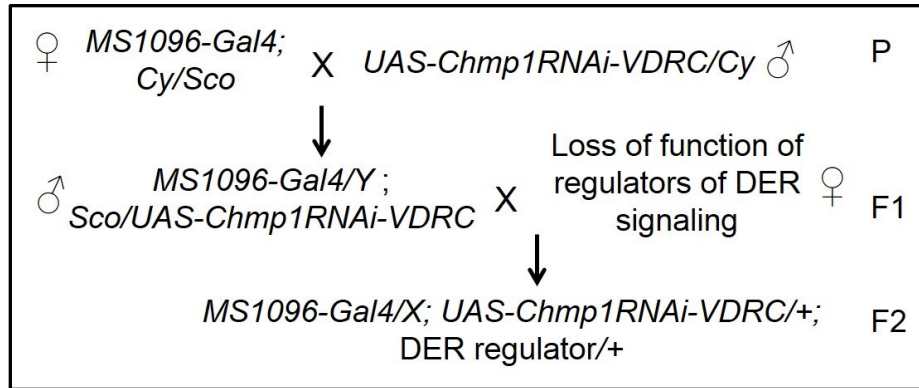 ♀ MS1096-Gal4; Cy/Sco X UAS-Chmp1RNAi-VDRC/Cy ♂ P
♂ MS1096-Gal4/Y ; Sco/UAS-Chmp1RNAi-VDRC X Loss of function of regulators of DER signaling ♀ F1
MS1096-Gal4/X; UAS-Chmp1RNAi-VDRC/+; F2
DER regulator/+